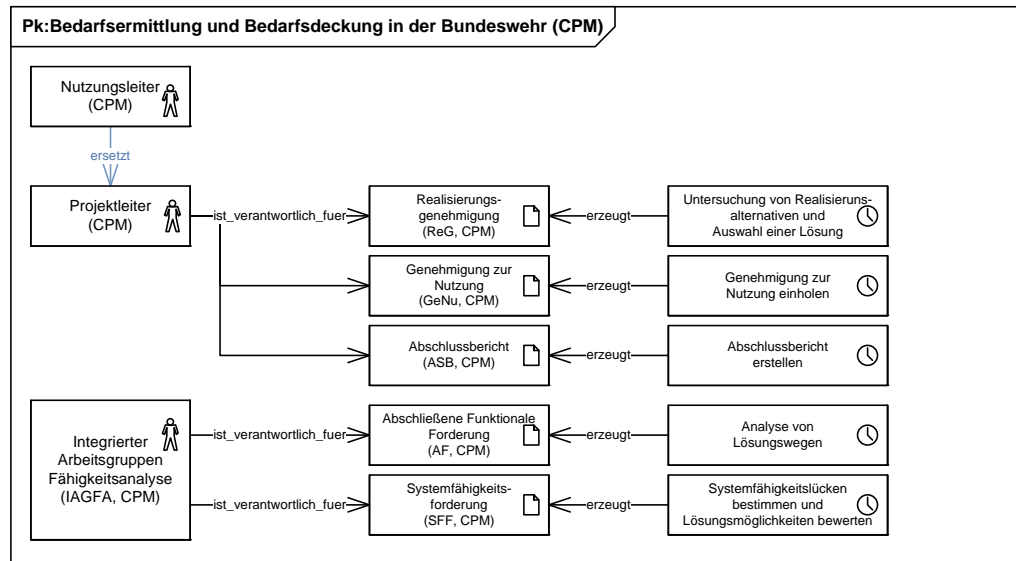 Pk:Bedarfsermittlung und Bedarfsdeckung in der Bundeswehr (CPM)
Nutzungsleiter
(CPM)
ersetzt
Projektleiter
(CPM)
ist_verantwortlich_fuer
Realisierungs-
genehmigung
(ReG, CPM)
erzeugt
Untersuchung von Realisieruns-
alternativen und
Auswahl einer Lösung
Genehmigung zur
Nutzung
(GeNu, CPM)
erzeugt
Genehmigung zur
Nutzung einholen
Abschlussbericht
(ASB, CPM)
erzeugt
Abschlussbericht
erstellen
Integrierter
Arbeitsgruppen
Fähigkeitsanalyse
(IAGFA, CPM)
ist_verantwortlich_fuer
Abschließene Funktionale
Forderung
(AF, CPM)
erzeugt
Analyse von
Lösungswegen
ist_verantwortlich_fuer
Systemfähigkeits-
forderung
(SFF, CPM)
erzeugt
Systemfähigkeitslücken
bestimmen und
Lösungsmöglichkeiten bewerten